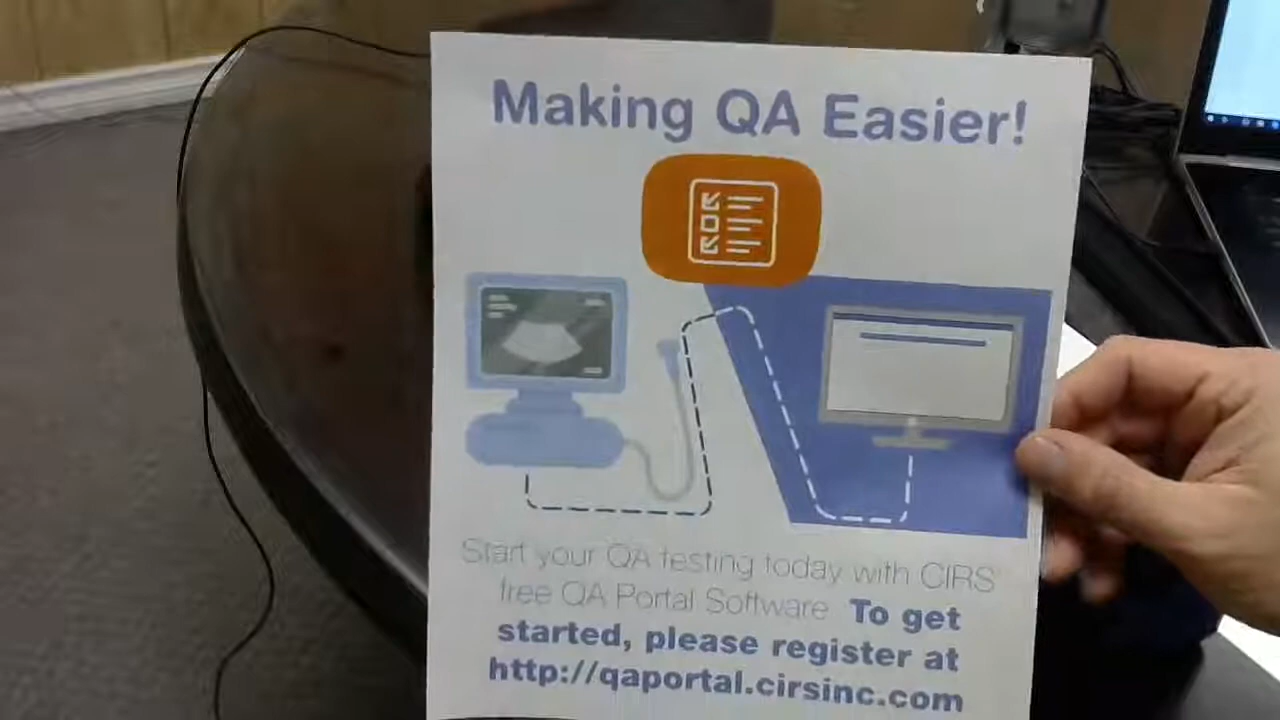 Making QA Easier!
Start your QA testing today with CIRS'
free QA Portal Software To get
started, please register at
http://qaportal.cirsinc.com